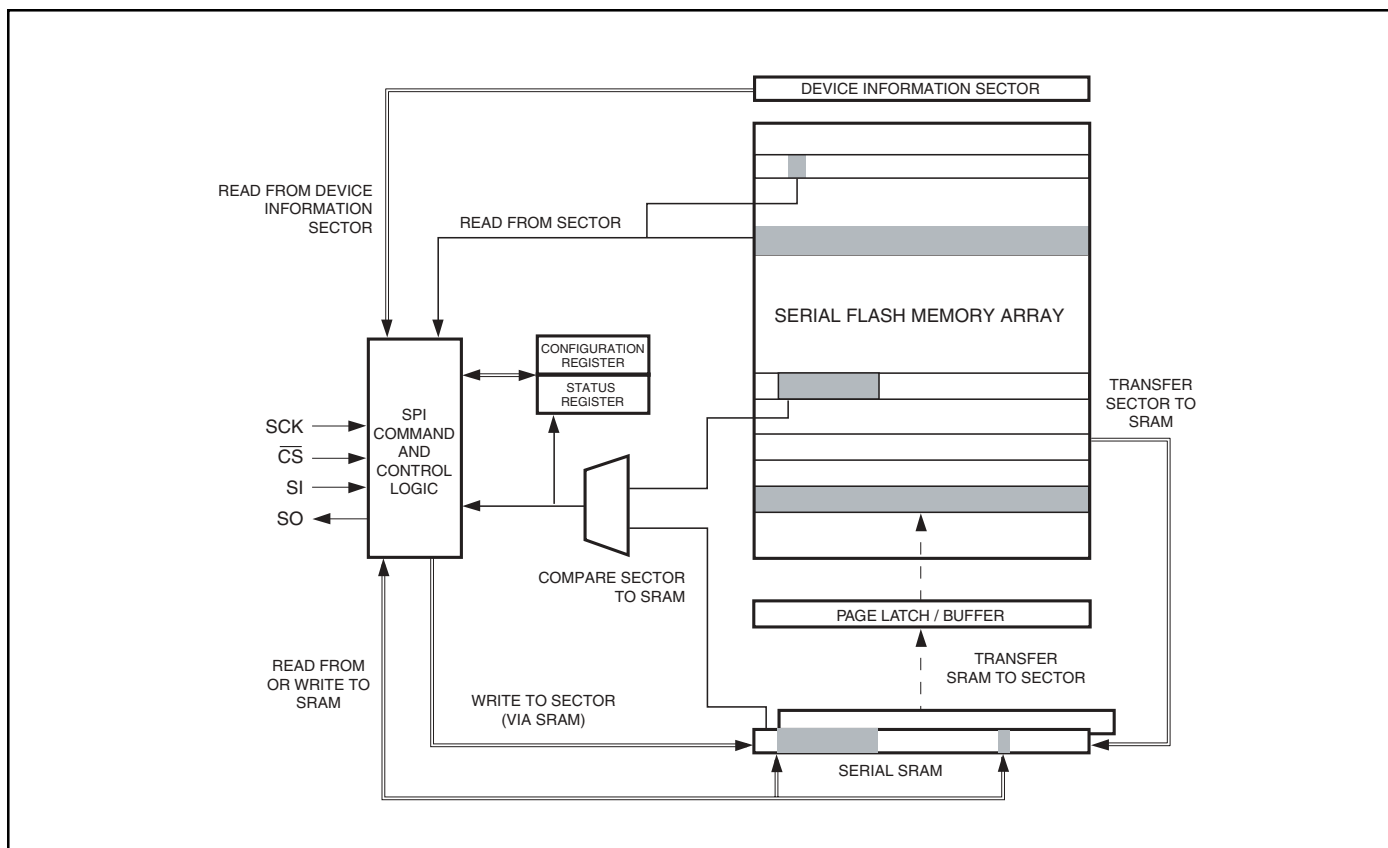 DEVICE INFORMATION SECTOR
READ FROM DEVICE
INFORMATION
SECTOR
READ FROM SECTOR
SERIAL FLASH MEMORY ARRAY
CONFIGURATION
REGISTER
STATUS
REGISTER
TRANSFER
SECTOR TO
SRAM
SPI
COMMAND
AND
CONTROL
LOGIC
SCK
C̅S̅
SI
SO
COMPARE SECTOR
TO SRAM
PAGE LATCH / BUFFER
READ FROM
OR WRITE TO
SRAM
TRANSFER
SRAM TO SECTOR
WRITE TO SECTOR
(VIA SRAM)
SERIAL SRAM